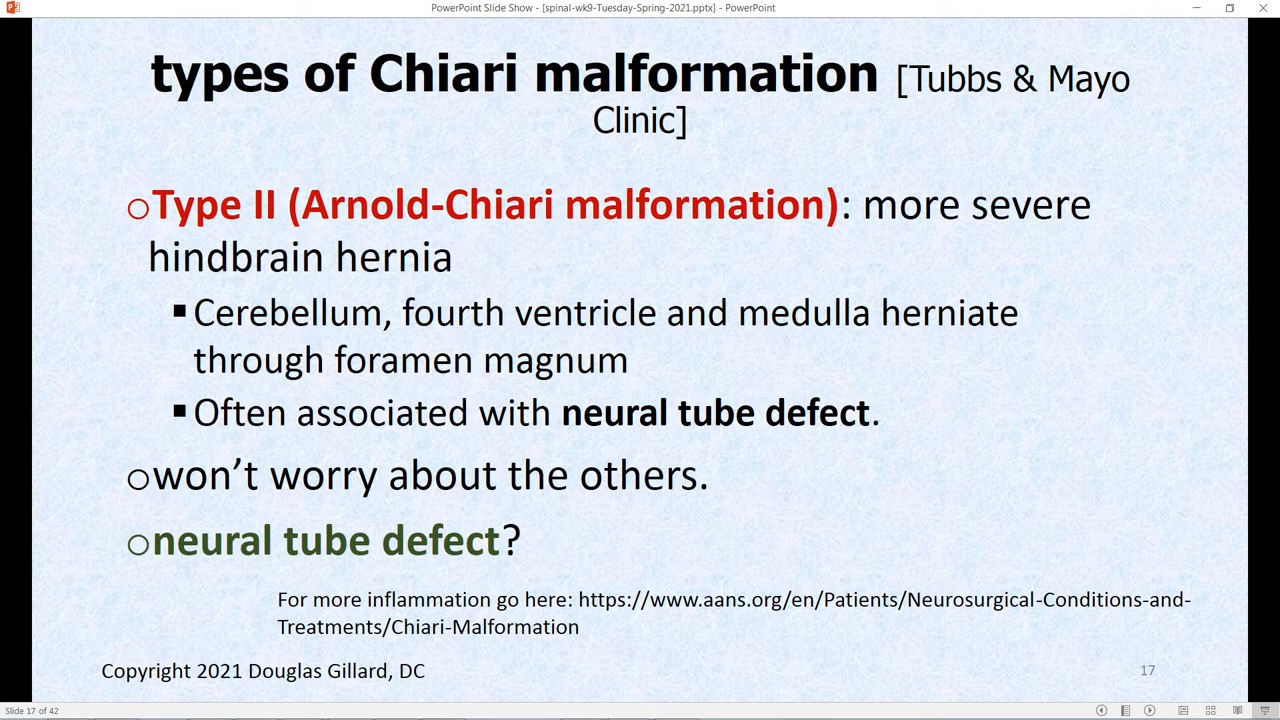 PowerPoint Slide Show - [spinal-wk9-Tuesday-Spring-2021.pptx] - PowerPoint
types of Chiari malformation [Tubbs & Mayo
Clinic]
oType II (Arnold-Chiari malformation): more severe
hindbrain hernia
▪Cerebellum, fourth ventricle and medulla herniate
through foramen magnum
▪Often associated with neural tube defect.
owon’t worry about the others.
oneural tube defect?
For more inflammation go here: https://www.aans.org/en/Patients/Neurosurgical-Conditions-and-
Treatments/Chiari-Malformation
Copyright 2021 Douglas Gillard, DC
17
Slide 17 of 42